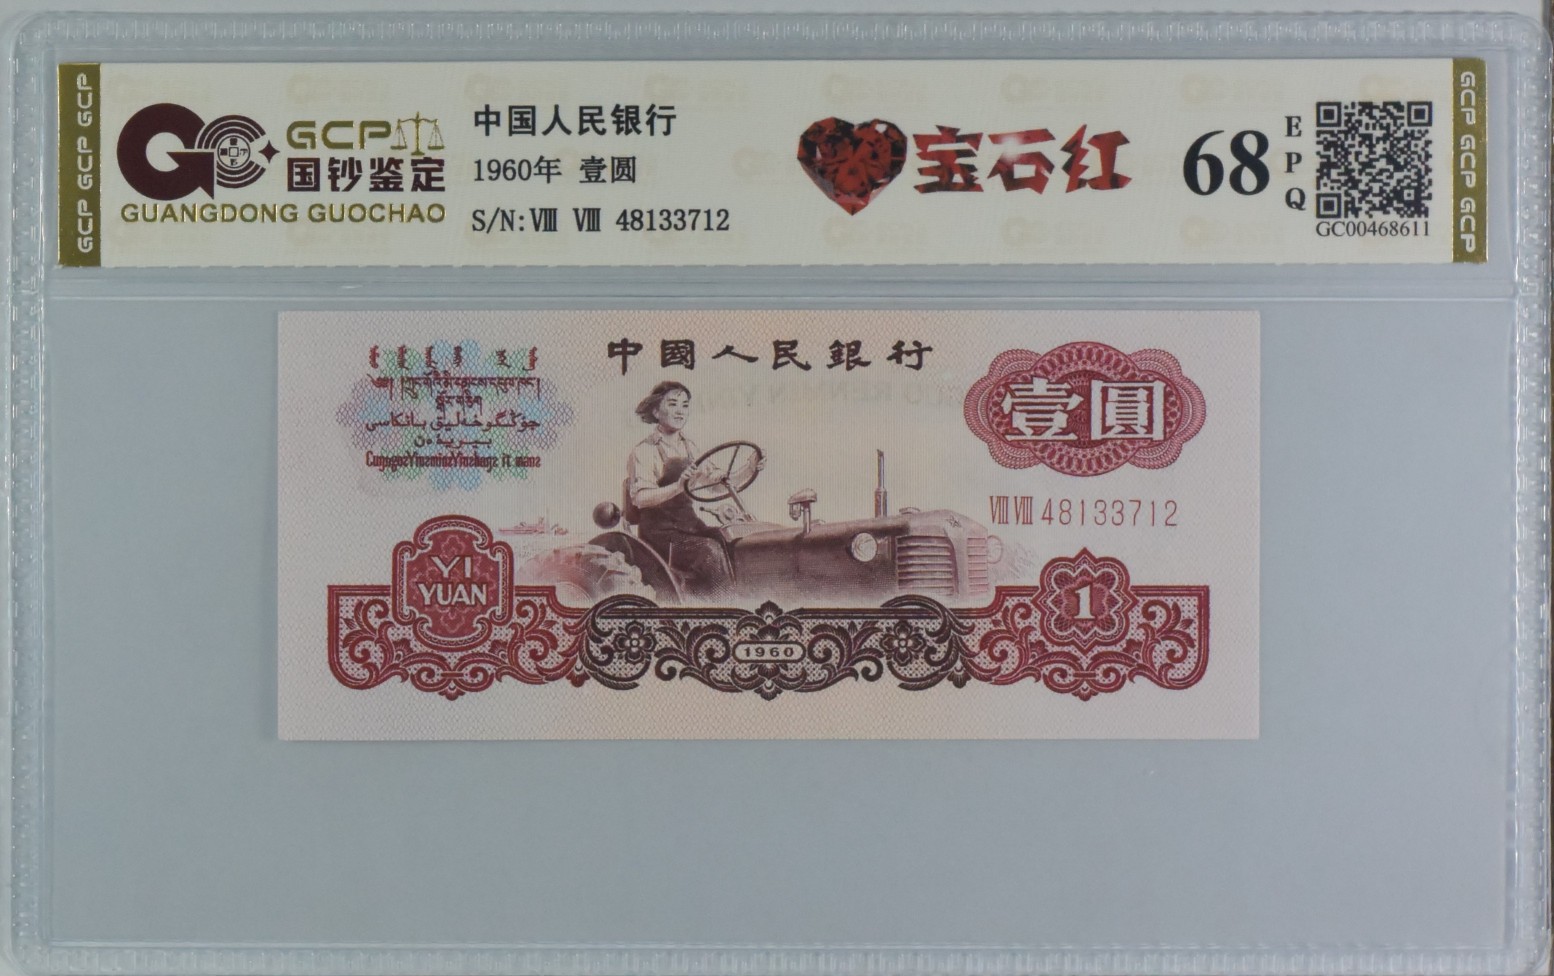 GCP GCP GCP
GCP
国钞鉴定
GUANGDONG GUOCHAO
中国人民银行
1960年 壹圆
S/N:Ⅷ Ⅷ 48133712
宝石红
68
EPQ
GC00468611
GCP GCP GCP
中國人民銀行
壹圓
ⅧⅧ 48133712
YI
YUAN
1960
1